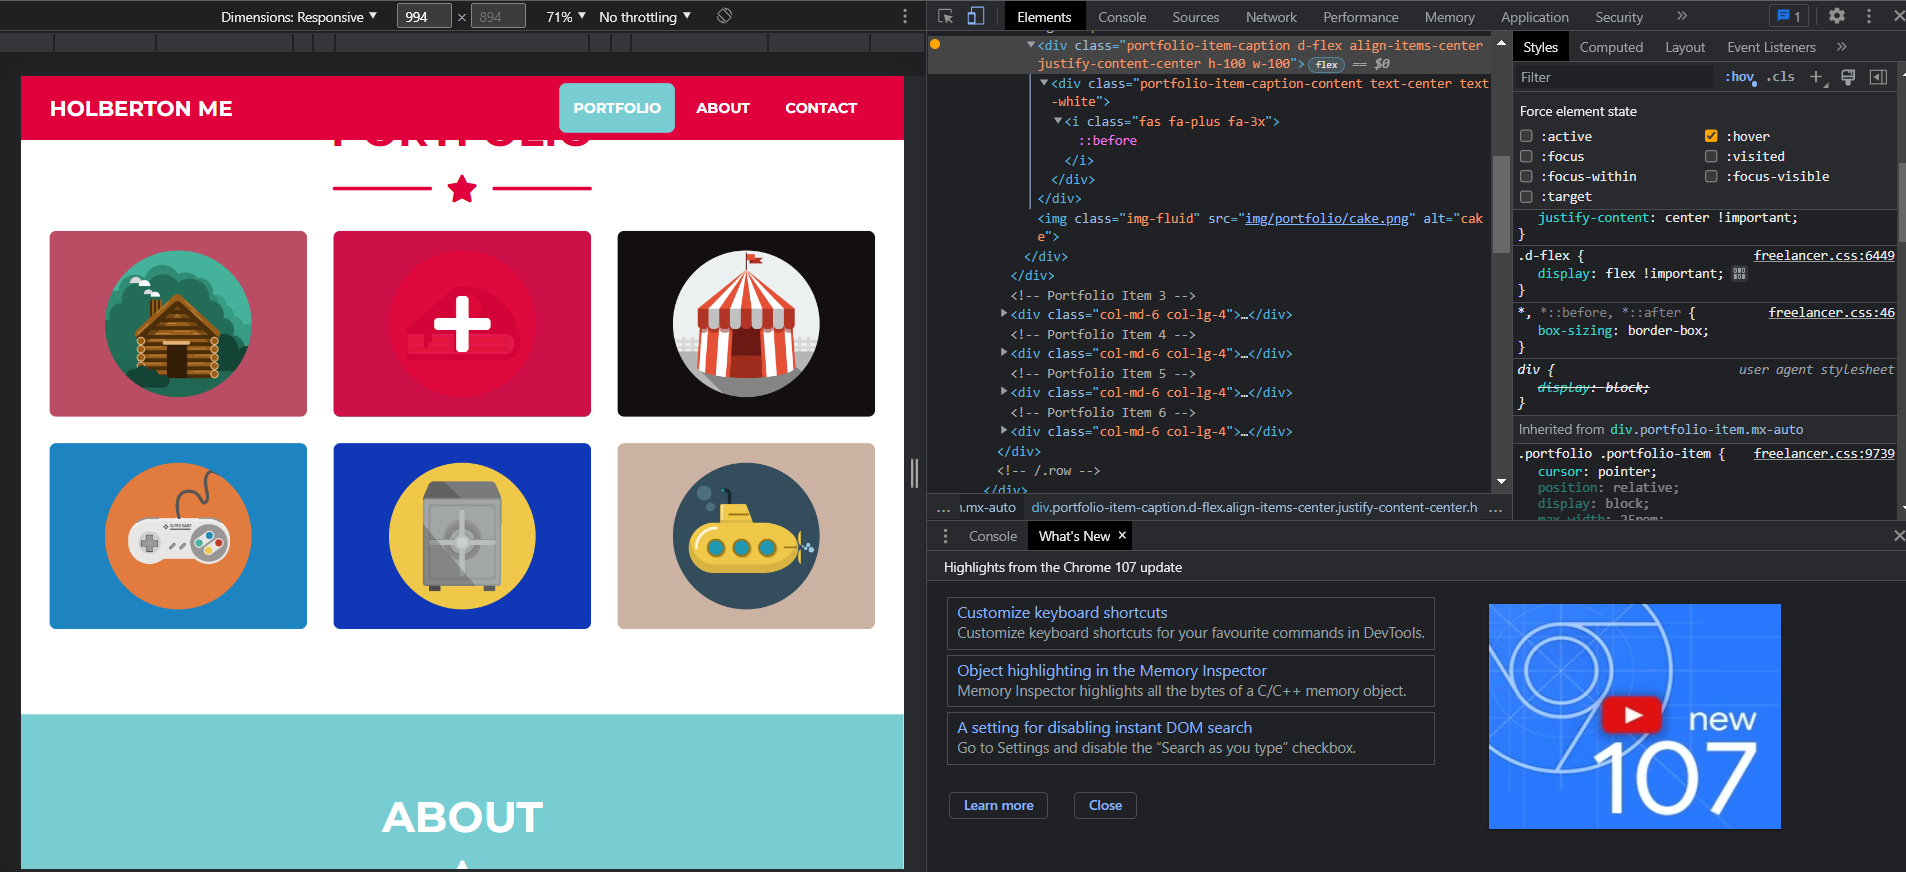 Dimensions: Responsive ▼ 994 × 894 71% ▼ No throttling ▼
HOLBERTON ME PORTFOLIO ABOUT CONTACT
PORTFOLIO
SUPER GAMY
ABOUT
Elements Console Sources Network Performance Memory Application Security » 1
<div class="portfolio-item-caption d-flex align-items-center
justify-content-center h-100 w-100"> flex == $0
<div class="portfolio-item-caption-content text-center text
-white">
<i class="fas fa-plus fa-3x">
::before
</i>
</div>
</div>
<img class="img-fluid" src="img/portfolio/cake.png" alt="cak
e">
</div>
</div>
<!-- Portfolio Item 3 -->
<div class="col-md-6 col-lg-4">…</div>
<!-- Portfolio Item 4 -->
<div class="col-md-6 col-lg-4">…</div>
<!-- Portfolio Item 5 -->
<div class="col-md-6 col-lg-4">…</div>
<!-- Portfolio Item 6 -->
<div class="col-md-6 col-lg-4">…</div>
</div>
<!-- /.row -->
</div>
... n.mx-auto div.portfolio-item-caption.d-flex.align-items-center.justify-content-center.h- ...
Styles Computed Layout Event Listeners »
Filter :hov .cls +
Force element state
:active :hover
:focus :visited
:focus-within :focus-visible
:target
justify-content: center !important;
}
.d-flex { freelancer.css:6449
display: flex !important;
}
*, *::before, *::after { freelancer.css:46
box-sizing: border-box;
}
div { user agent stylesheet
display: block;
}
Inherited from div.portfolio-item.mx-auto
.portfolio .portfolio-item { freelancer.css:9739
cursor: pointer;
position: relative;
display: block;
max-width: 25rem;
Console What's New ×
Highlights from the Chrome 107 update
Customize keyboard shortcuts
Customize keyboard shortcuts for your favourite commands in DevTools.
Object highlighting in the Memory Inspector
Memory Inspector highlights all the bytes of a C/C++ memory object.
A setting for disabling instant DOM search
Go to Settings and disable the “Search as you type” checkbox.
Learn more Close
new
107